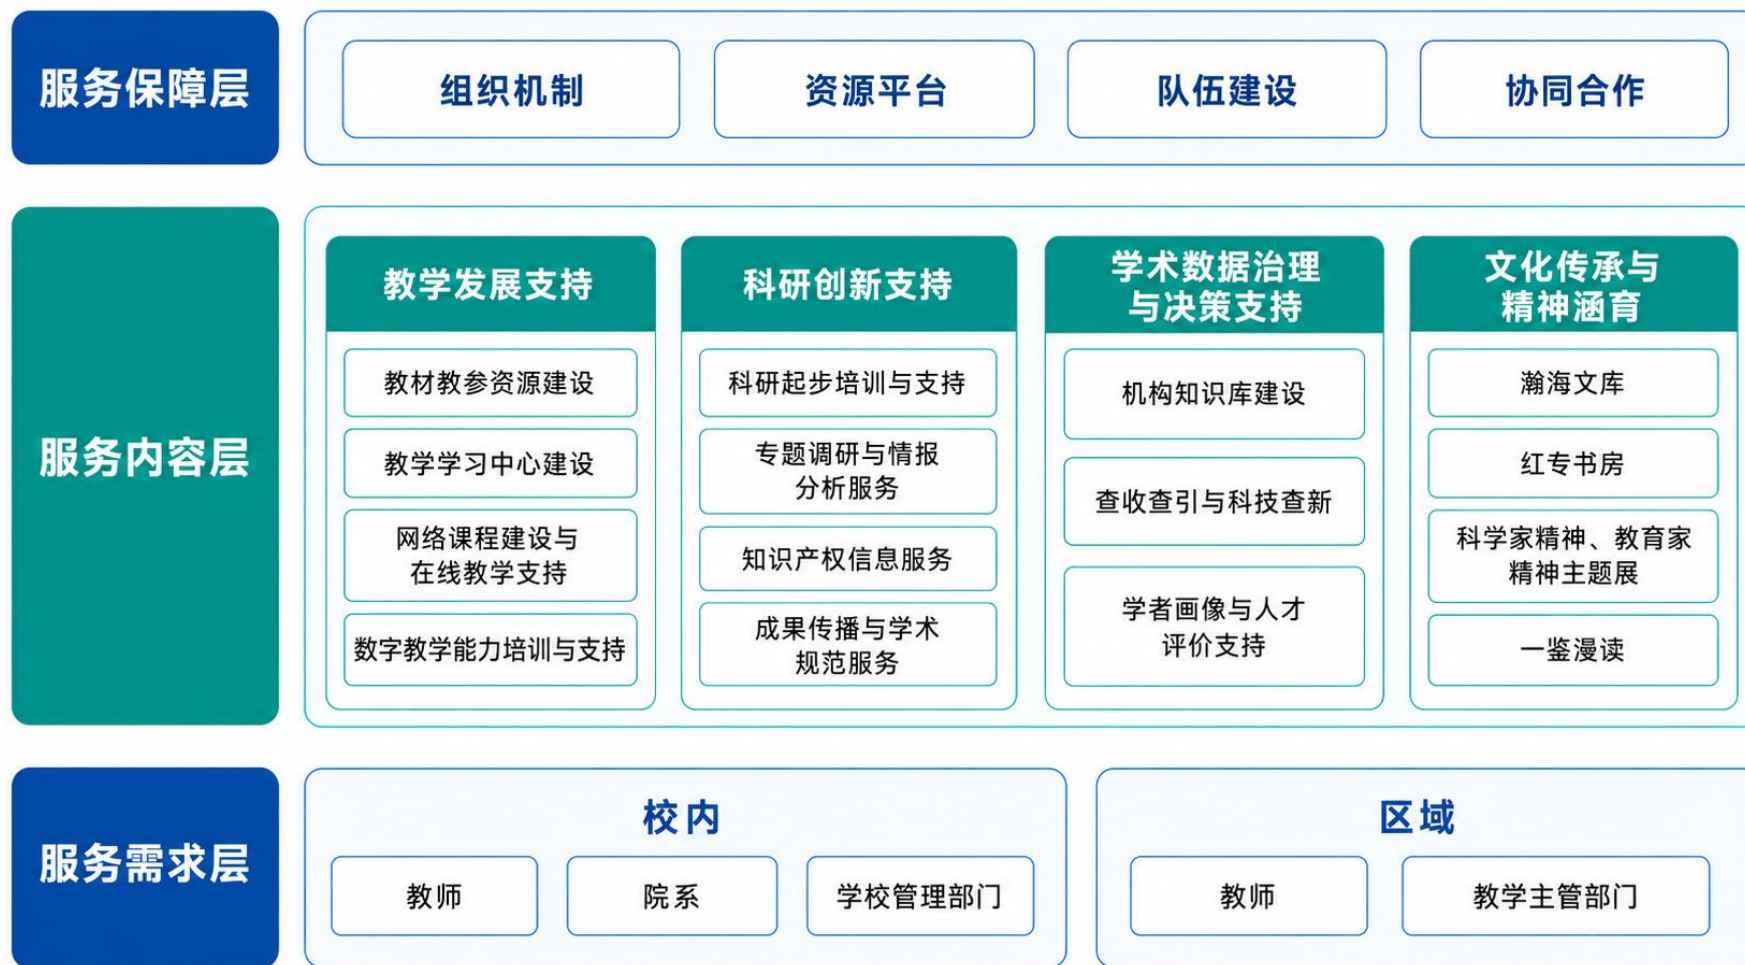 服务保障层
组织机制
资源平台
队伍建设
协同合作
服务内容层
教学发展支持
教材教参资源建设
教学学习中心建设
网络课程建设与
在线教学支持
数字教学能力培训与支持
科研创新支持
科研起步培训与支持
专题调研与情报
分析服务
知识产权信息服务
成果传播与学术
规范服务
学术数据治理
与决策支持
机构知识库建设
查收查引与科技查新
学者画像与人才
评价支持
文化传承与
精神涵育
瀚海文库
红专书房
科学家精神、教育家
精神主题展
一鉴漫读
服务需求层
校内
教师
院系
学校管理部门
区域
教师
教学主管部门